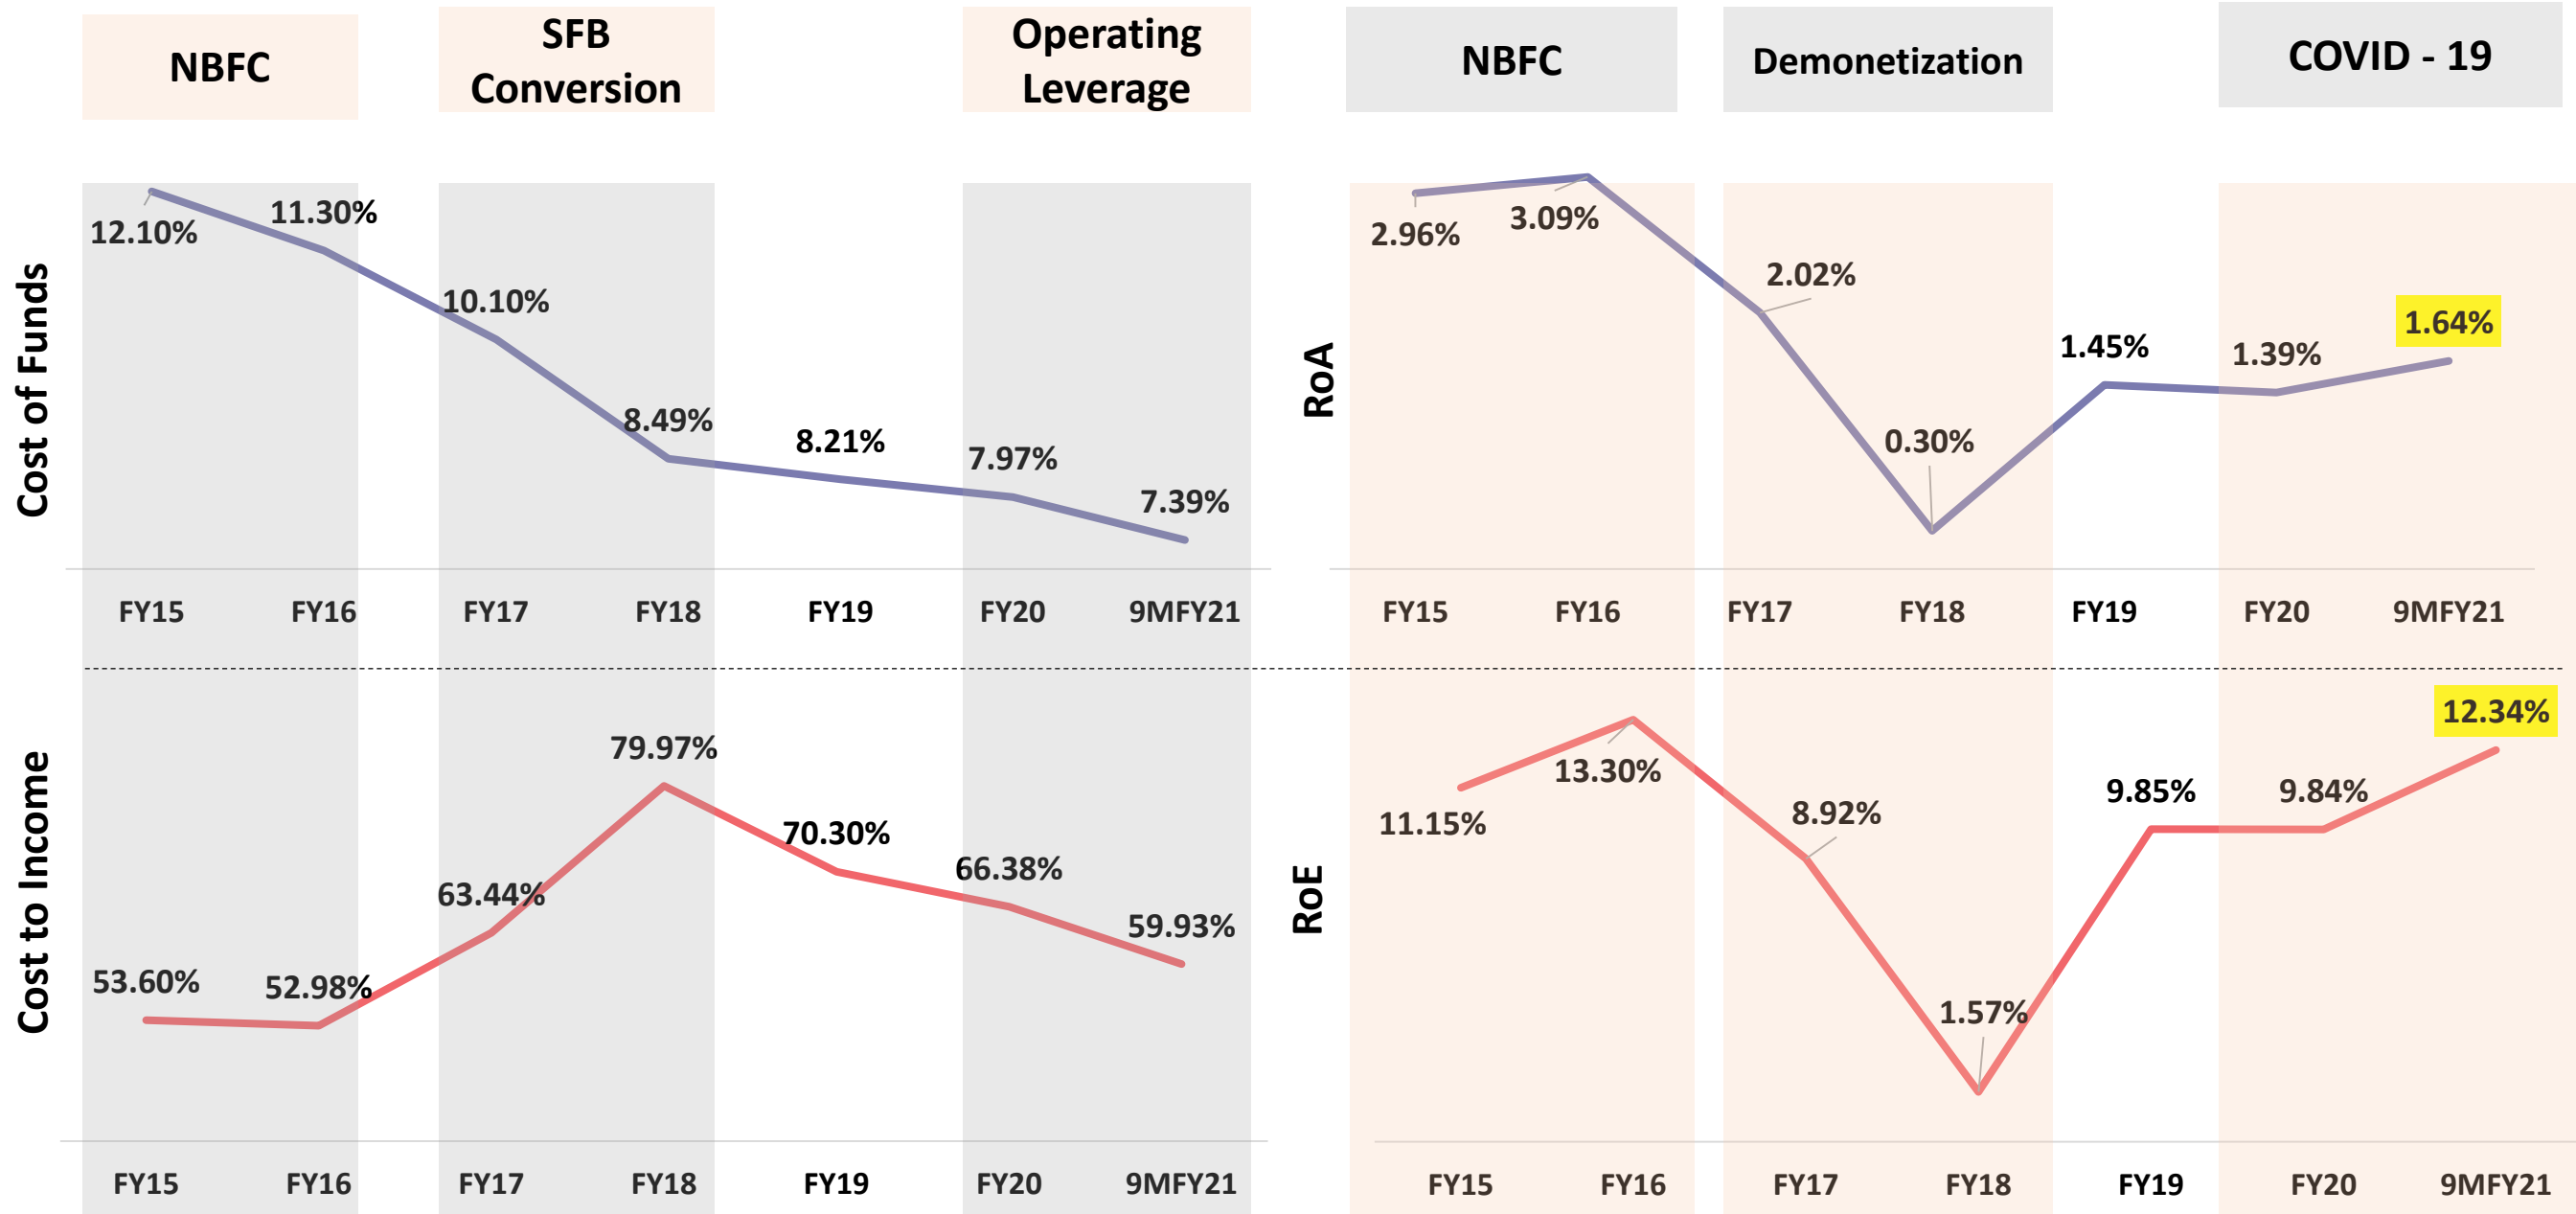 NBFC
SFB
Conversion
Operating
Leverage
NBFC
Demonetization
COVID - 19
Cost of Funds
12.10%
11.30%
10.10%
8.49%
8.21%
7.97%
7.39%
FY15 FY16 FY17 FY18 FY19 FY20 9MFY21
RoA
2.96%
3.09%
2.02%
0.30%
1.45%
1.39%
1.64%
FY15 FY16 FY17 FY18 FY19 FY20 9MFY21
Cost to Income
53.60%
52.98%
63.44%
79.97%
70.30%
66.38%
59.93%
FY15 FY16 FY17 FY18 FY19 FY20 9MFY21
RoE
11.15%
13.30%
8.92%
1.57%
9.85%
9.84%
12.34%
FY15 FY16 FY17 FY18 FY19 FY20 9MFY21